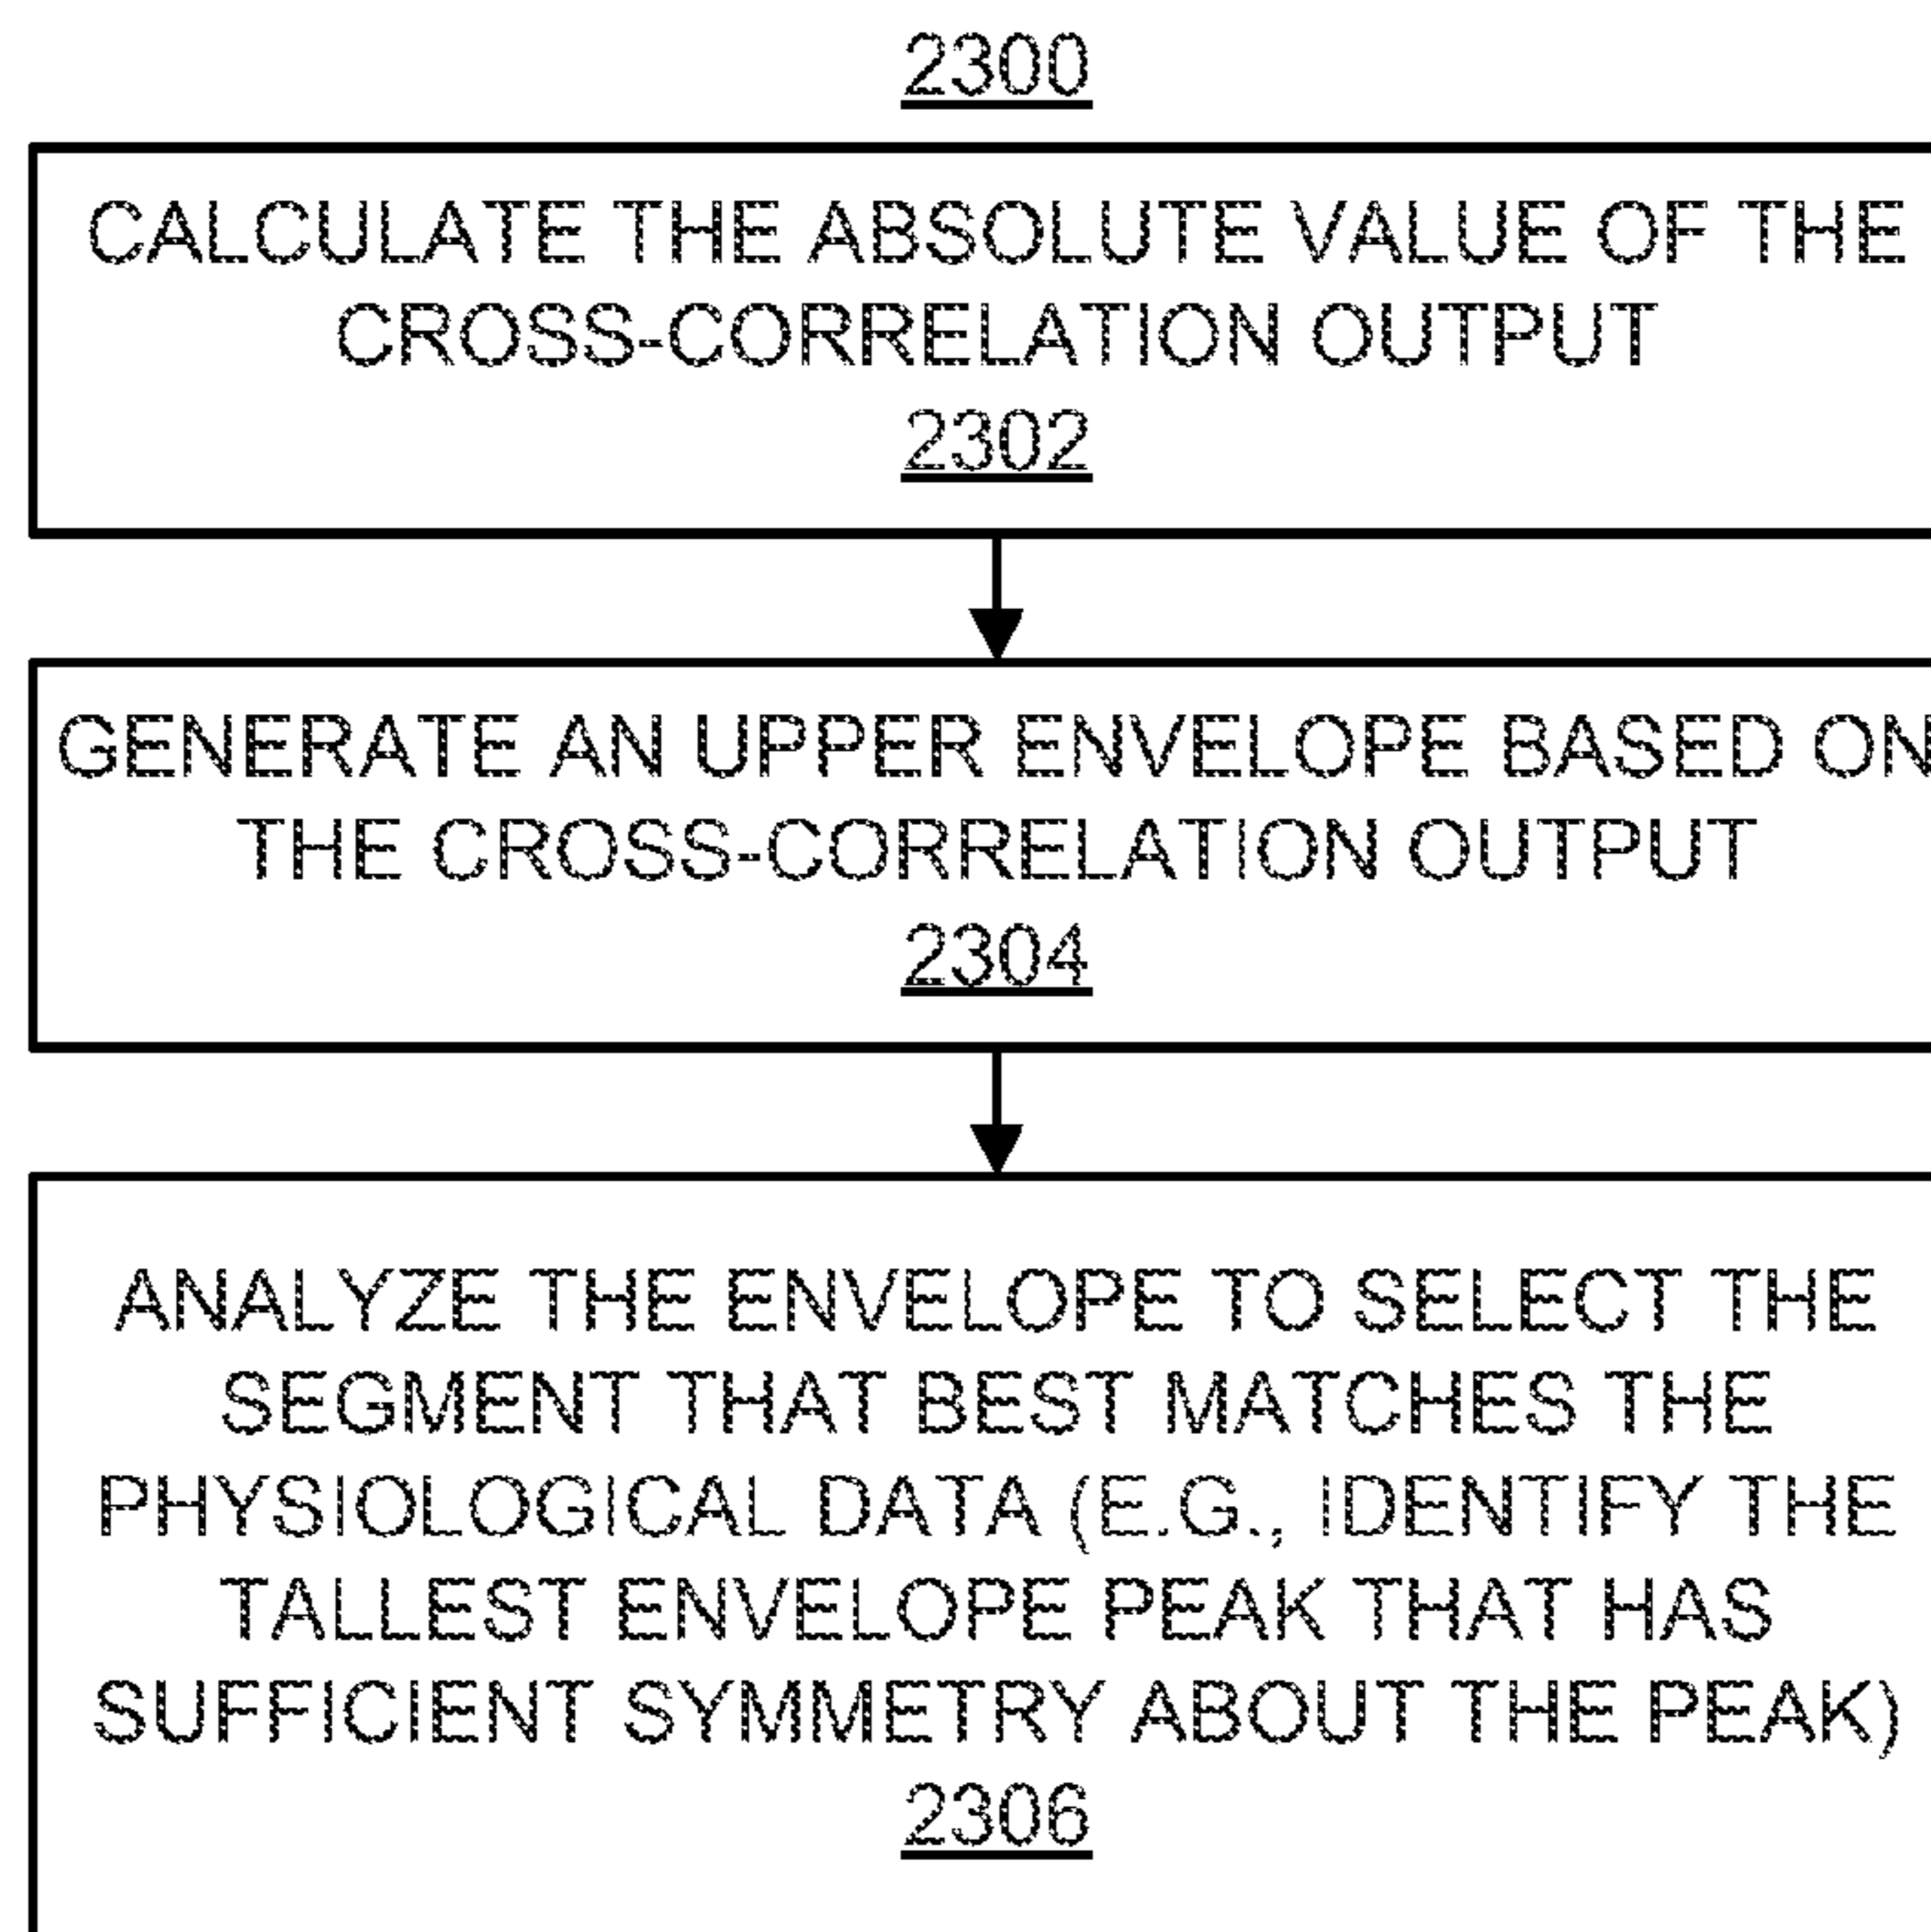 2300
CALCULATE THE ABSOLUTE VALUE OF THE
CROSS-CORRELATION OUTPUT
2302
GENERATE AN UPPER ENVELOPE BASED ON
THE CROSS-CORRELATION OUTPUT
2304
ANALYZE THE ENVELOPE TO SELECT THE
SEGMENT THAT BEST MATCHES THE
PHYSIOLOGICAL DATA (E.G., IDENTIFY THE
TALLEST ENVELOPE PEAK THAT HAS
SUFFICIENT SYMMETRY ABOUT THE PEAK)
2306